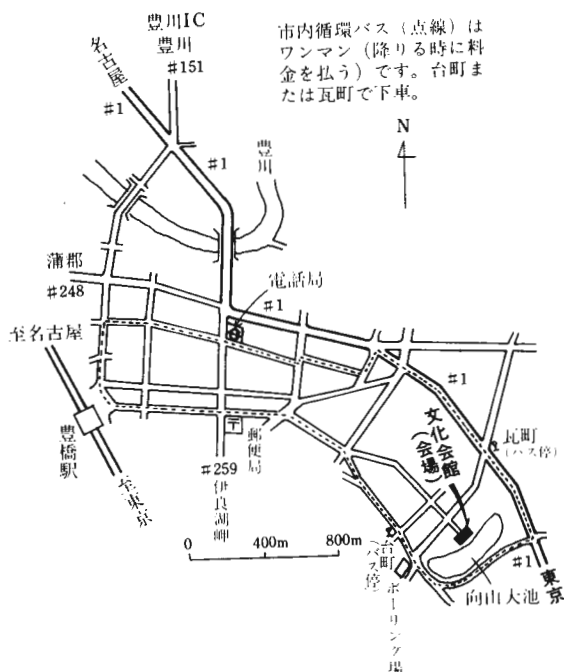 豊川IC
豊川
#151
名古屋
#1
市内循環バス（点線）は
ワンマン（降りる時に料
金を払う）です。台町ま
たは瓦町で下車。
N
#1
豊川
蒲郡
#248
電話局
#1
至名古屋
豊橋駅
至東京
〒
郵便局
#259
伊良湖岬
0 400m 800m
#1
文化会館
(会場)
瓦町
(バス停)
台町
(バス停)
ボーリング場
#1
東京
向山大池